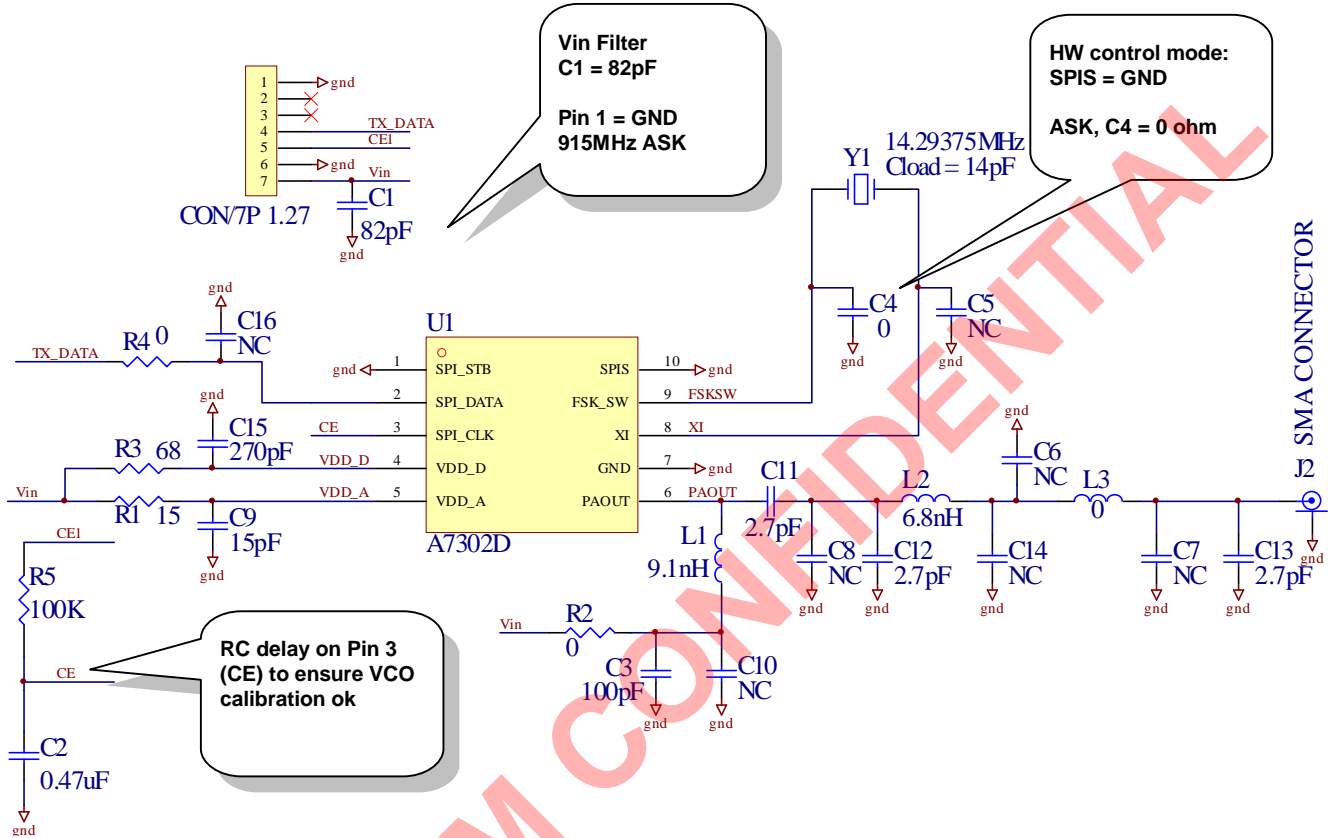 Vin Filter
C1 = 82pF
Pin 1 = GND
915MHz ASK
HW control mode:
SPIS = GND
ASK, C4 = 0 ohm
1
gnd
2
3
4
TX_DATA
5
CE1
6
gnd
7
Vin
CON/7P 1.27
C1
82pF
gnd
Y1
14.29375MHz
Cload = 14pF
C4
0
gnd
C5
NC
gnd
SMA CONNECTOR
J2
gnd
gnd
C16
NC
TX_DATA
R4
0
U1
A7302D
gnd
1
SPI_STB
2
SPI_DATA
CE
3
SPI_CLK
VDD_D
4
VDD_D
VDD_A
5
VDD_A
SPIS
10
gnd
FSK_SW
9
FSKSW
XI
8
XI
GND
7
gnd
PAOUT
6
PAOUT
gnd
C15
270pF
R3
68
Vin
R1
15
C9
15pF
gnd
C11
2.7pF
L1
9.1nH
C8
NC
gnd
C12
2.7pF
gnd
L2
6.8nH
gnd
C6
NC
C14
NC
gnd
L3
0
C7
NC
gnd
C13
2.7pF
gnd
Vin
R2
0
C3
100pF
gnd
C10
NC
gnd
CE1
R5
100K
CE
C2
0.47uF
gnd
RC delay on Pin 3
(CE) to ensure VCO
calibration ok
M CONFIDENTIAL